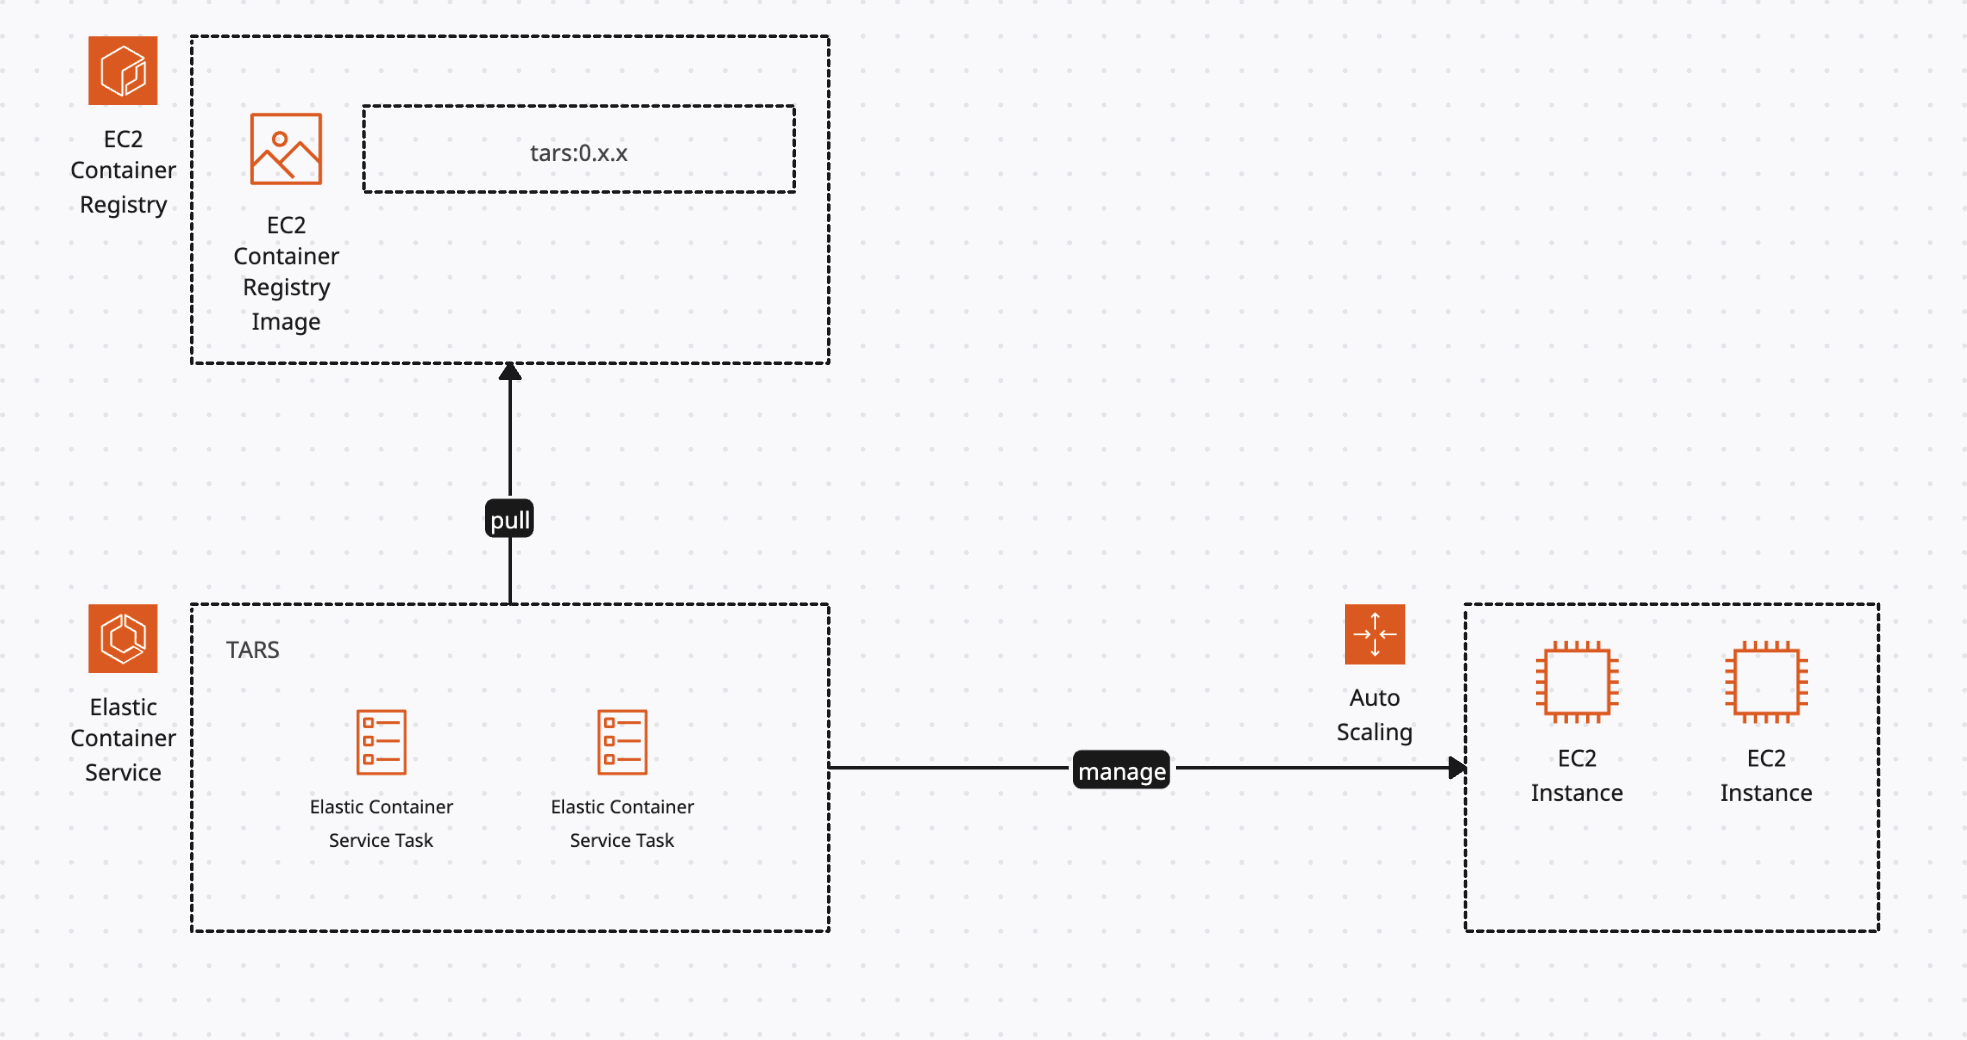 EC2
Container
Registry
tars:0.x.x
EC2
Container
Registry
Image
pull
Elastic
Container
Service
TARS
Elastic Container
Service Task
Elastic Container
Service Task
manage
Auto
Scaling
EC2
Instance
EC2
Instance